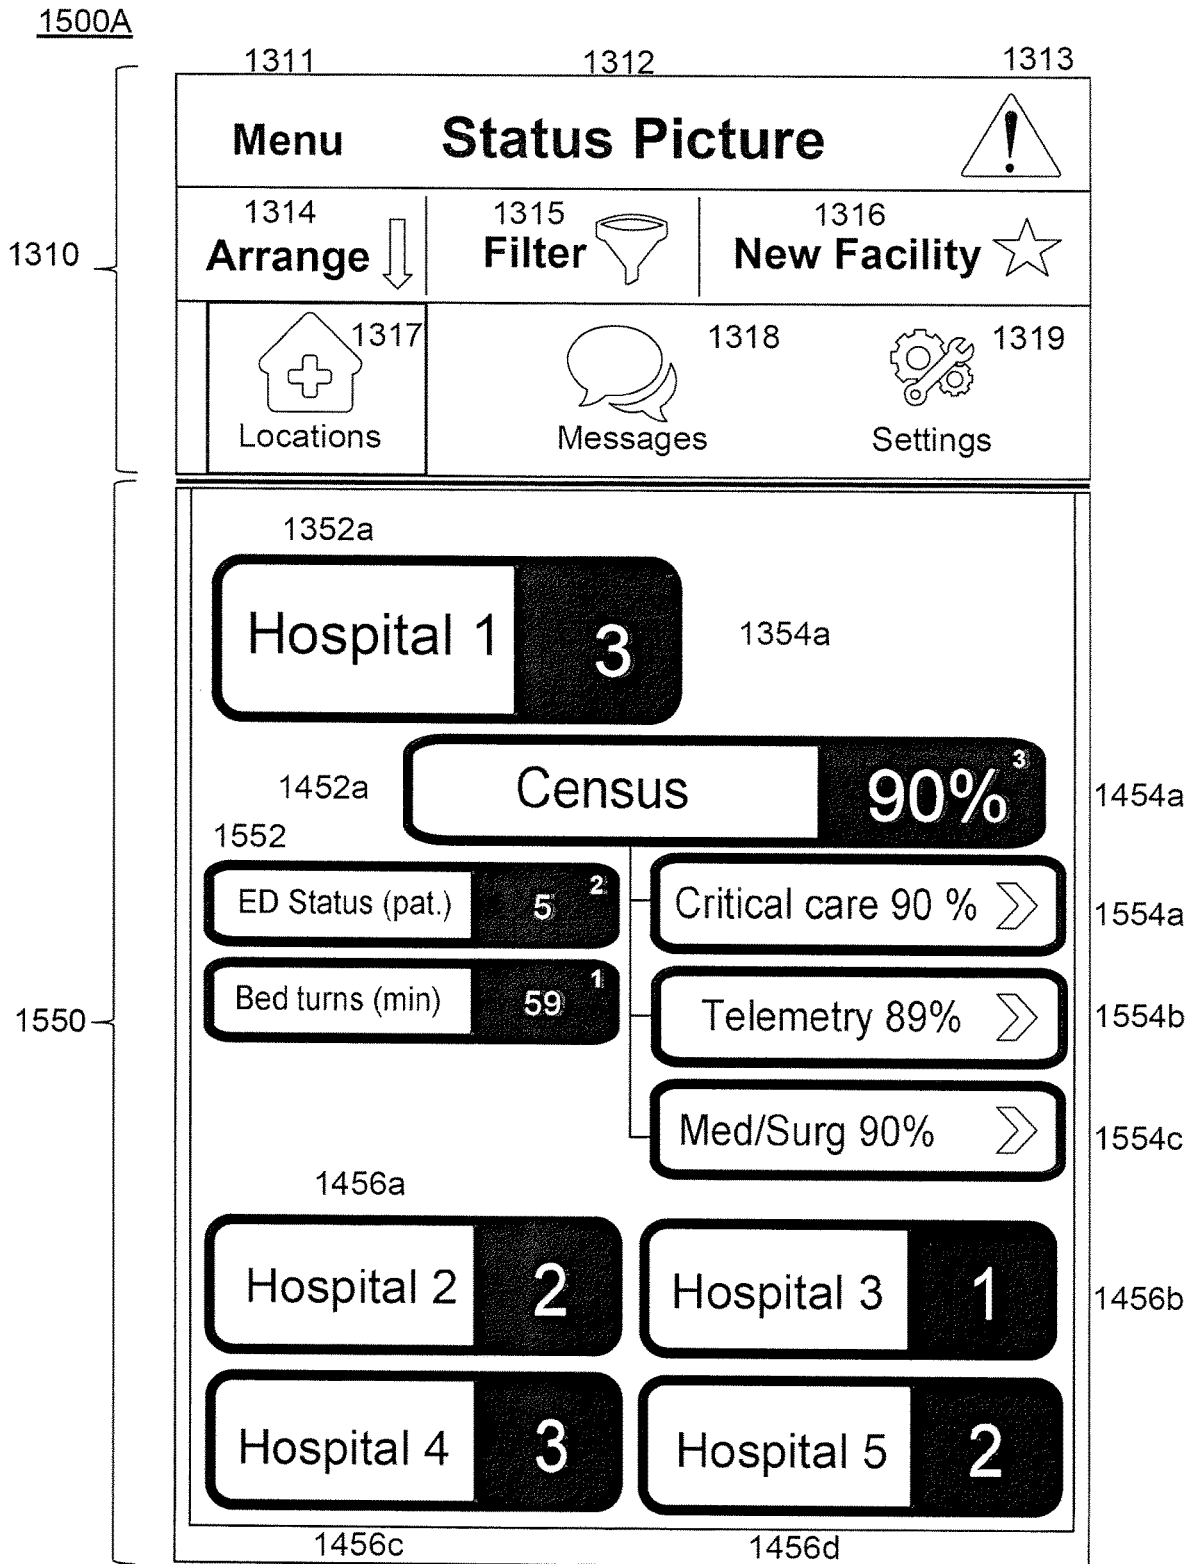 1500A
1311 1312 1313
Menu Status Picture
1314 1315 1316
1310
Arrange Filter New Facility
1317 1318 1319
Locations Messages Settings
1352a
Hospital 1 3 1354a
1452a Census 90% 3 1454a
1552
ED Status (pat.) 5 2 Critical care 90 % 1554a
1550 Bed turns (min) 59 1 Telemetry 89% 1554b
Med/Surg 90% 1554c
1456a
Hospital 2 2 Hospital 3 1 1456b
Hospital 4 3 Hospital 5 2
1456c 1456d